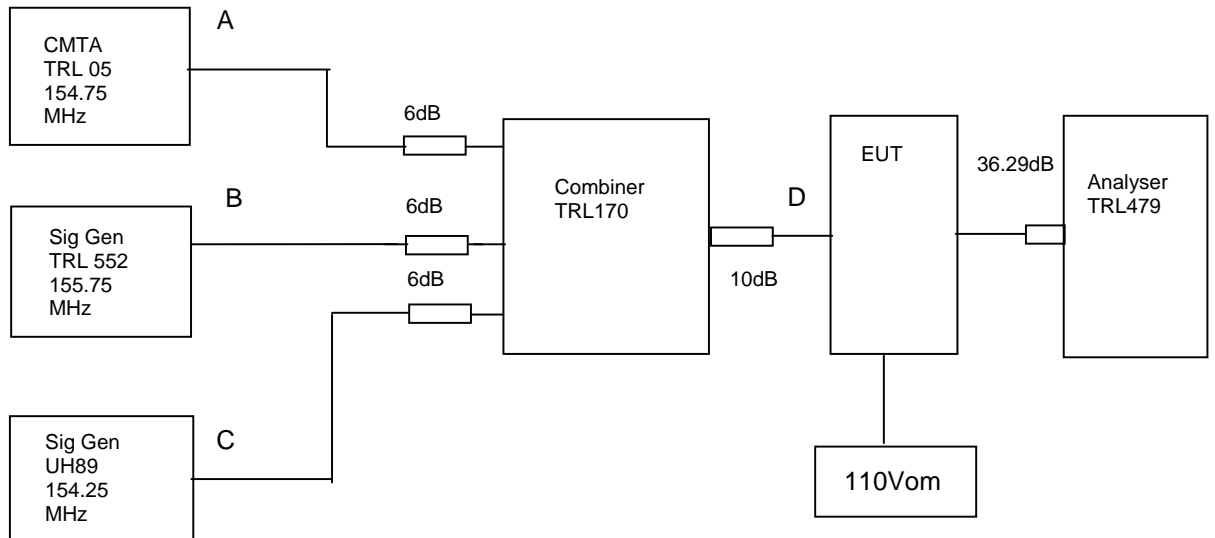 A
CMTA
TRL 05
154.75
MHz
6dB
B
Sig Gen
TRL 552
155.75
MHz
6dB
C
Sig Gen
UH89
154.25
MHz
6dB
Combiner
TRL170
10dB
D
EUT
36.29dB
Analyser
TRL479
110Vom